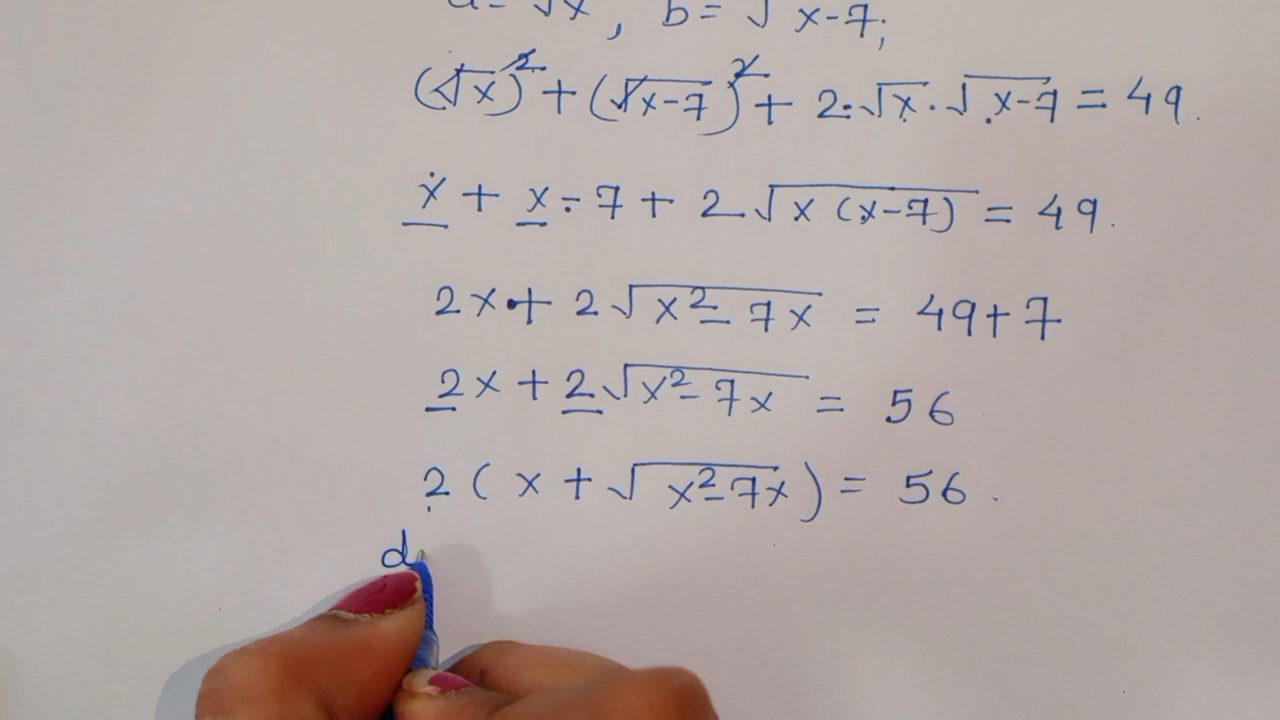 a = √x , b = √x-7;
(√x)² + (√x-7)² + 2·√x·√x-7 = 49.
x + x - 7 + 2√x(x-7) = 49.
2x + 2√x²-7x = 49+7
2x + 2√x²-7x = 56
2(x + √x²-7x) = 56.
d